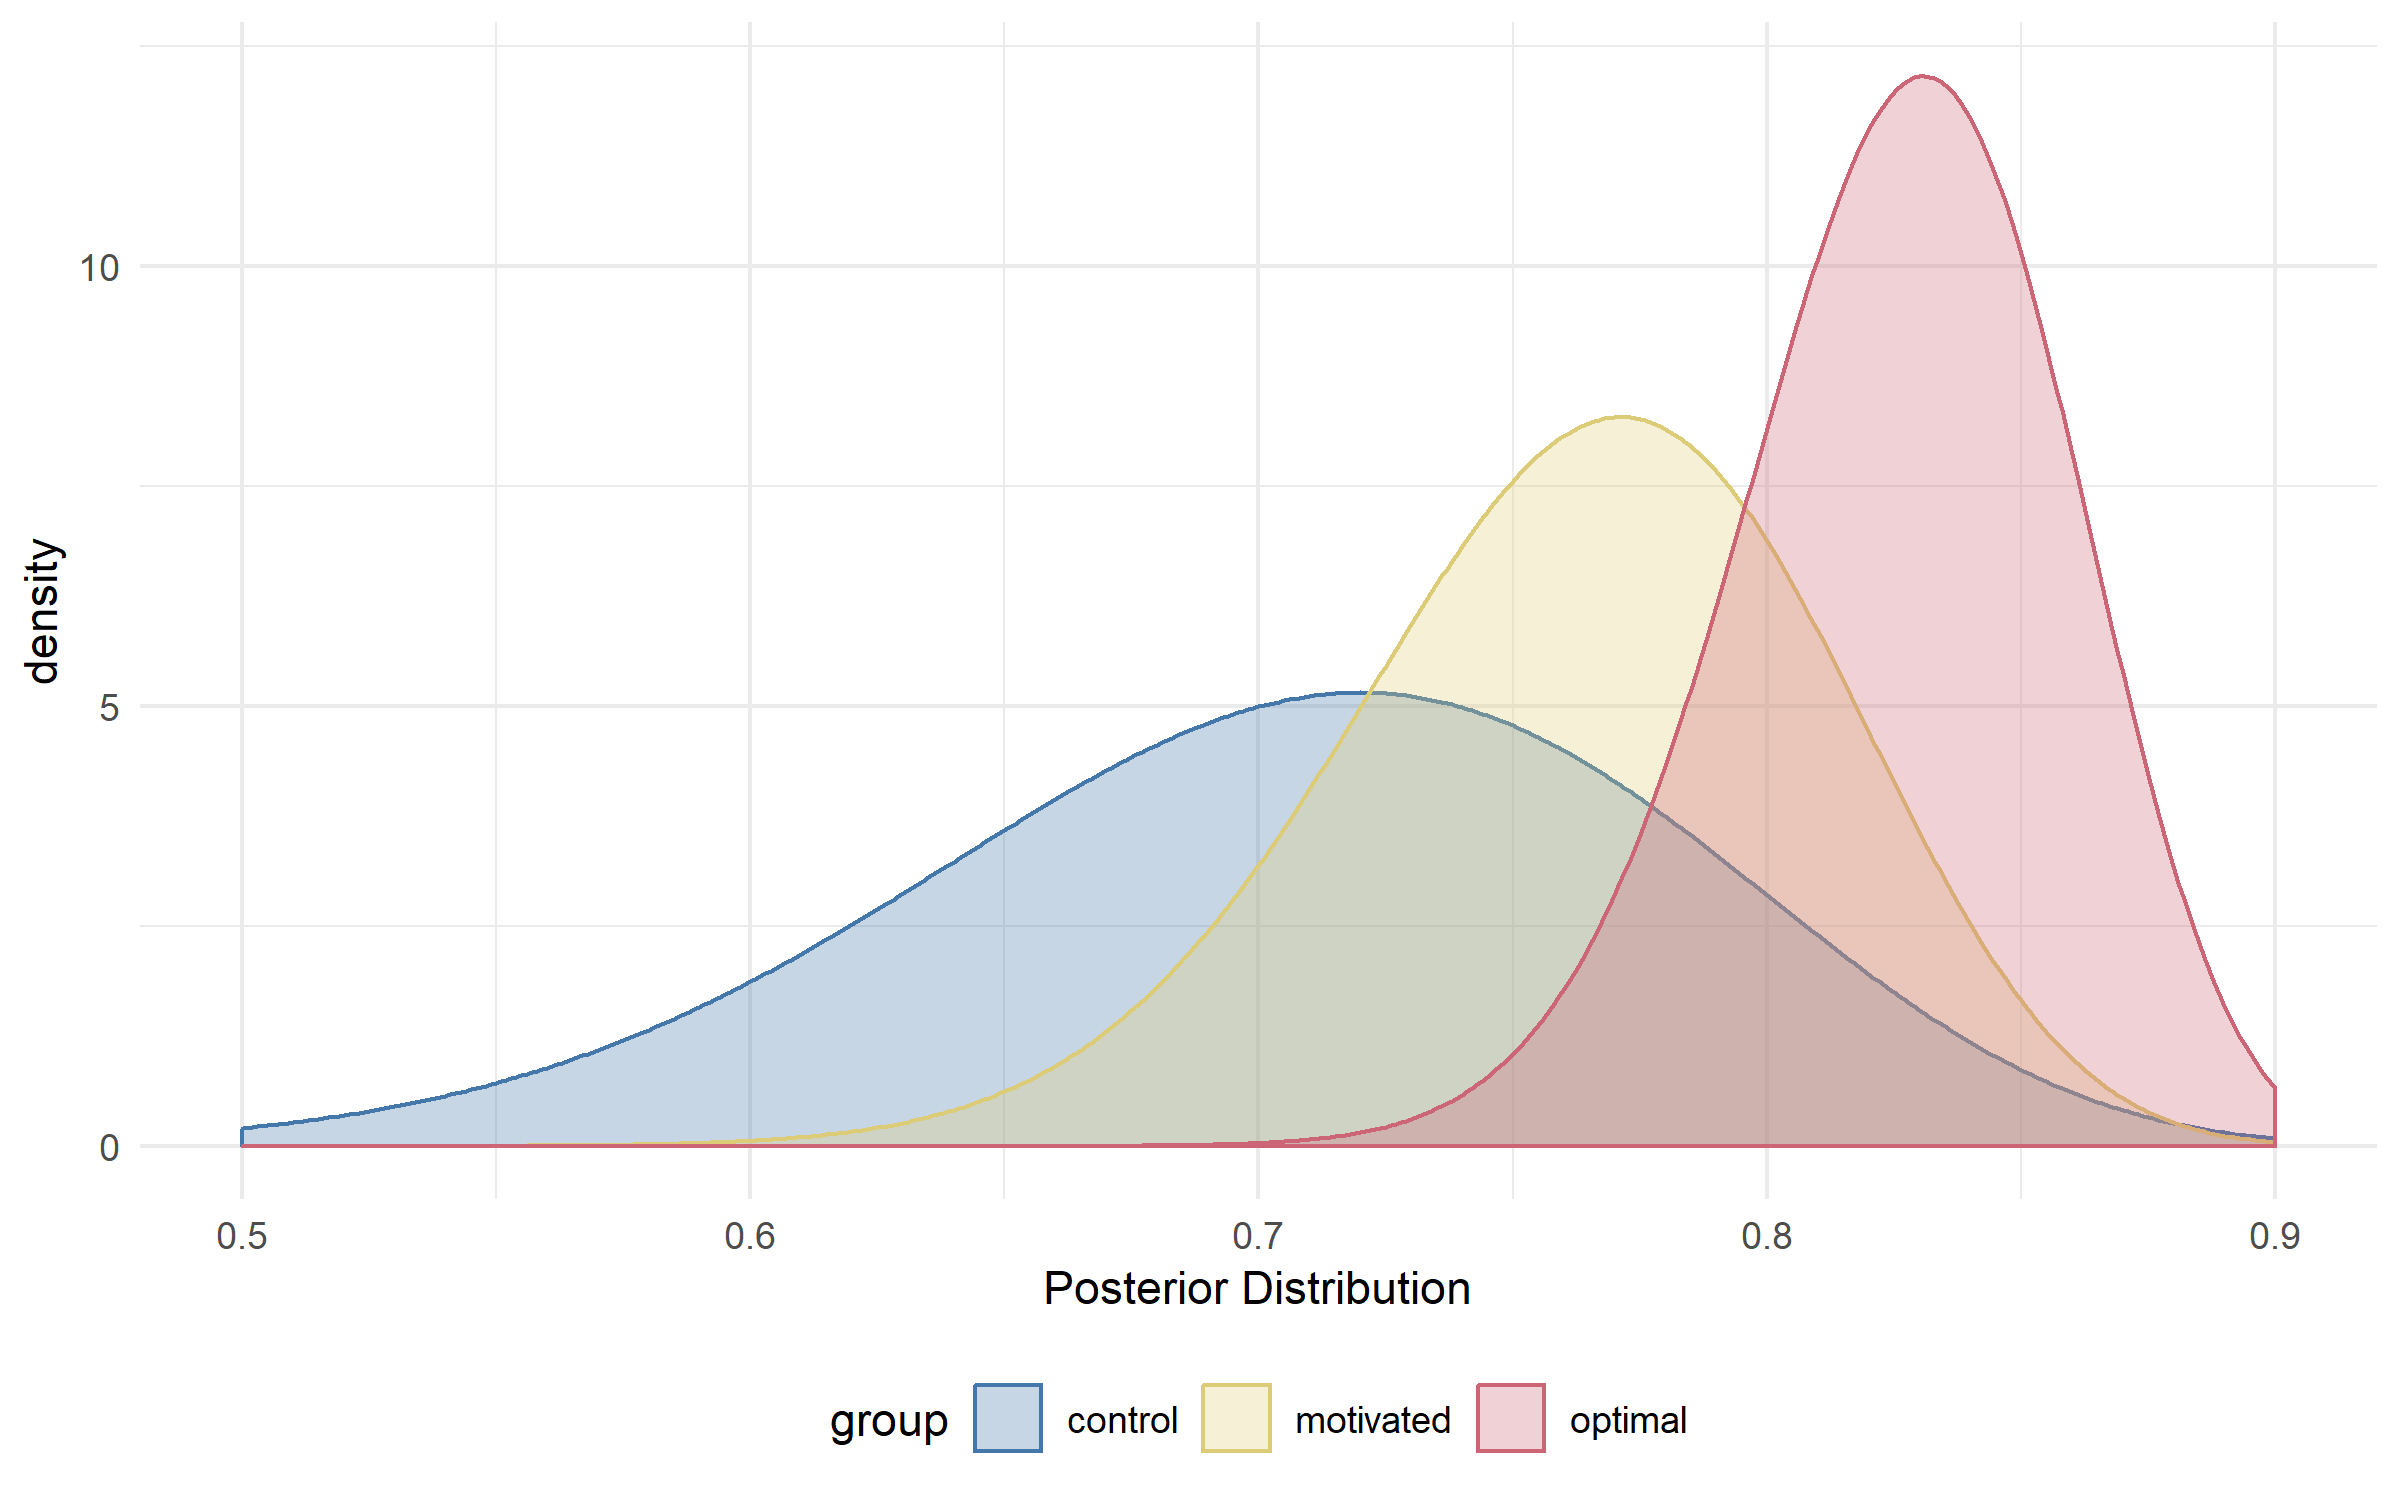 density
10
5
0
0.5 0.6 0.7 0.8 0.9
Posterior Distribution
group control motivated optimal